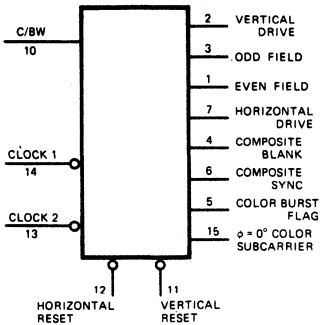 C/BW
10
CLOCK 1
14
CLOCK 2
13
2
VERTICAL
DRIVE
3
ODD FIELD
1
EVEN FIELD
7
HORIZONTAL
DRIVE
4
COMPOSITE
BLANK
6
COMPOSITE
SYNC
5
COLOR BURST
FLAG
15
φ = 0° COLOR
SUBCARRIER
12
HORIZONTAL
RESET
11
VERTICAL
RESET